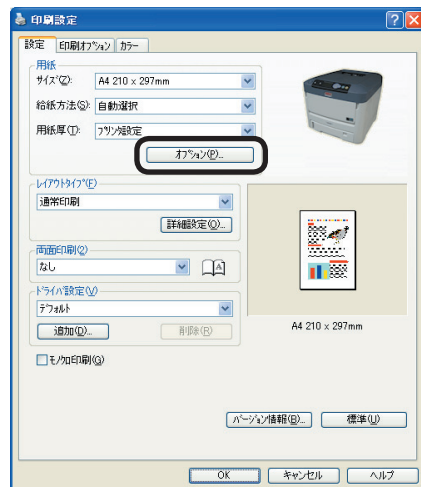 印刷設定
設定 印刷オプション カラー
用紙
サイズ(Z): A4 210 x 297mm
給紙方法(S): 自動選択
用紙厚(T): プリンタ設定
オプション(P)...
レイアウトタイプ(F)
通常印刷
詳細設定(O)...
両面印刷(2)
なし
A
ドライバ設定(V)
デフォルト
追加(D)... 削除(R)
A4 210 x 297mm
モノクロ印刷(G)
バージョン情報(B)... 標準(U)
OK キャンセル ヘルプ